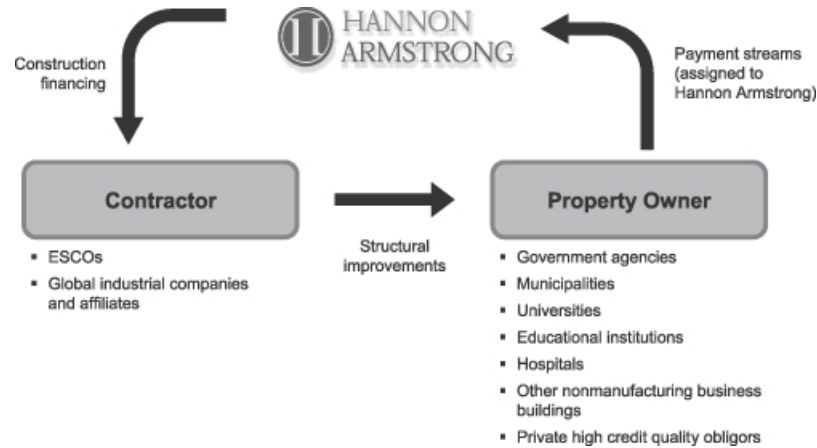 HANNON
ARMSTRONG
Construction
financing
Payment streams
(assigned to
Hannon Armstrong)
Contractor
Structural
improvements
Property Owner
▪ ESCOs
▪ Global industrial companies
and affiliates
▪ Government agencies
▪ Municipalities
▪ Universities
▪ Educational institutions
▪ Hospitals
▪ Other nonmanufacturing business
buildings
▪ Private high credit quality obligors